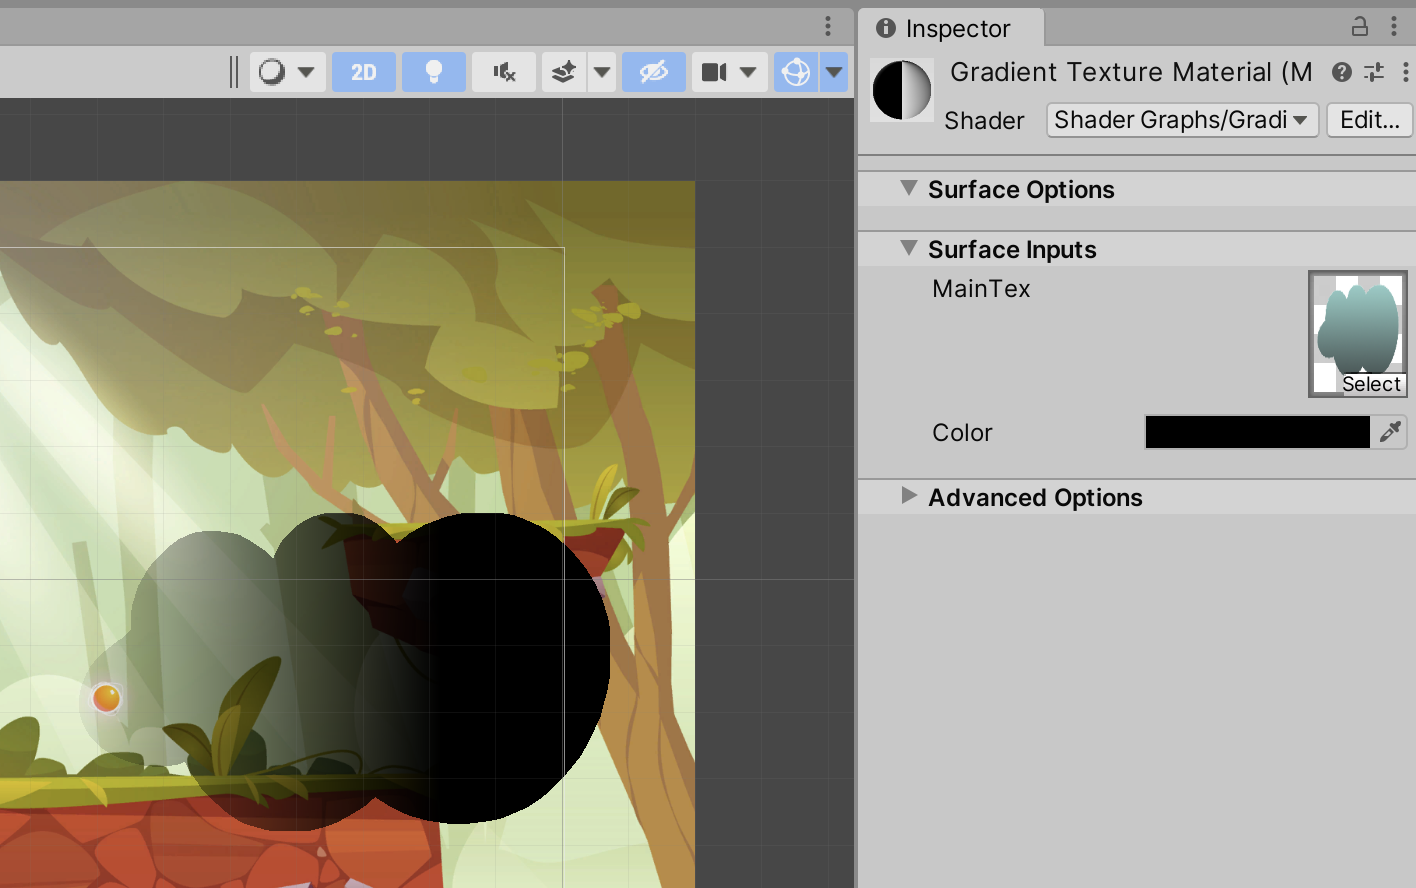 Inspector
2D
Gradient Texture Material (M
Shader
Shader Graphs/Gradi
Edit...
Surface Options
Surface Inputs
MainTex
Select
Color
Advanced Options